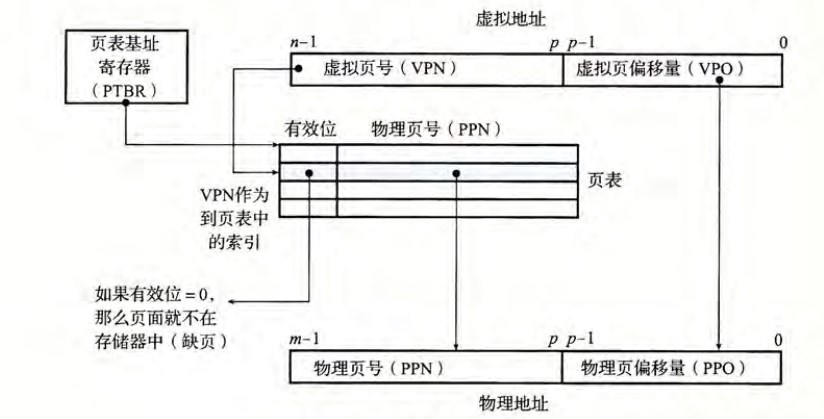 虚拟地址
页表基址
寄存器
（PTBR）
n-1 p p-1 0
虚拟页号（VPN） 虚拟页偏移量（VPO）
有效位 物理页号（PPN）
页表
VPN作为
到页表中
的索引
如果有效位=0，
那么页面就不在
存储器中（缺页）
m-1 p p-1 0
物理页号（PPN） 物理页偏移量（PPO）
物理地址